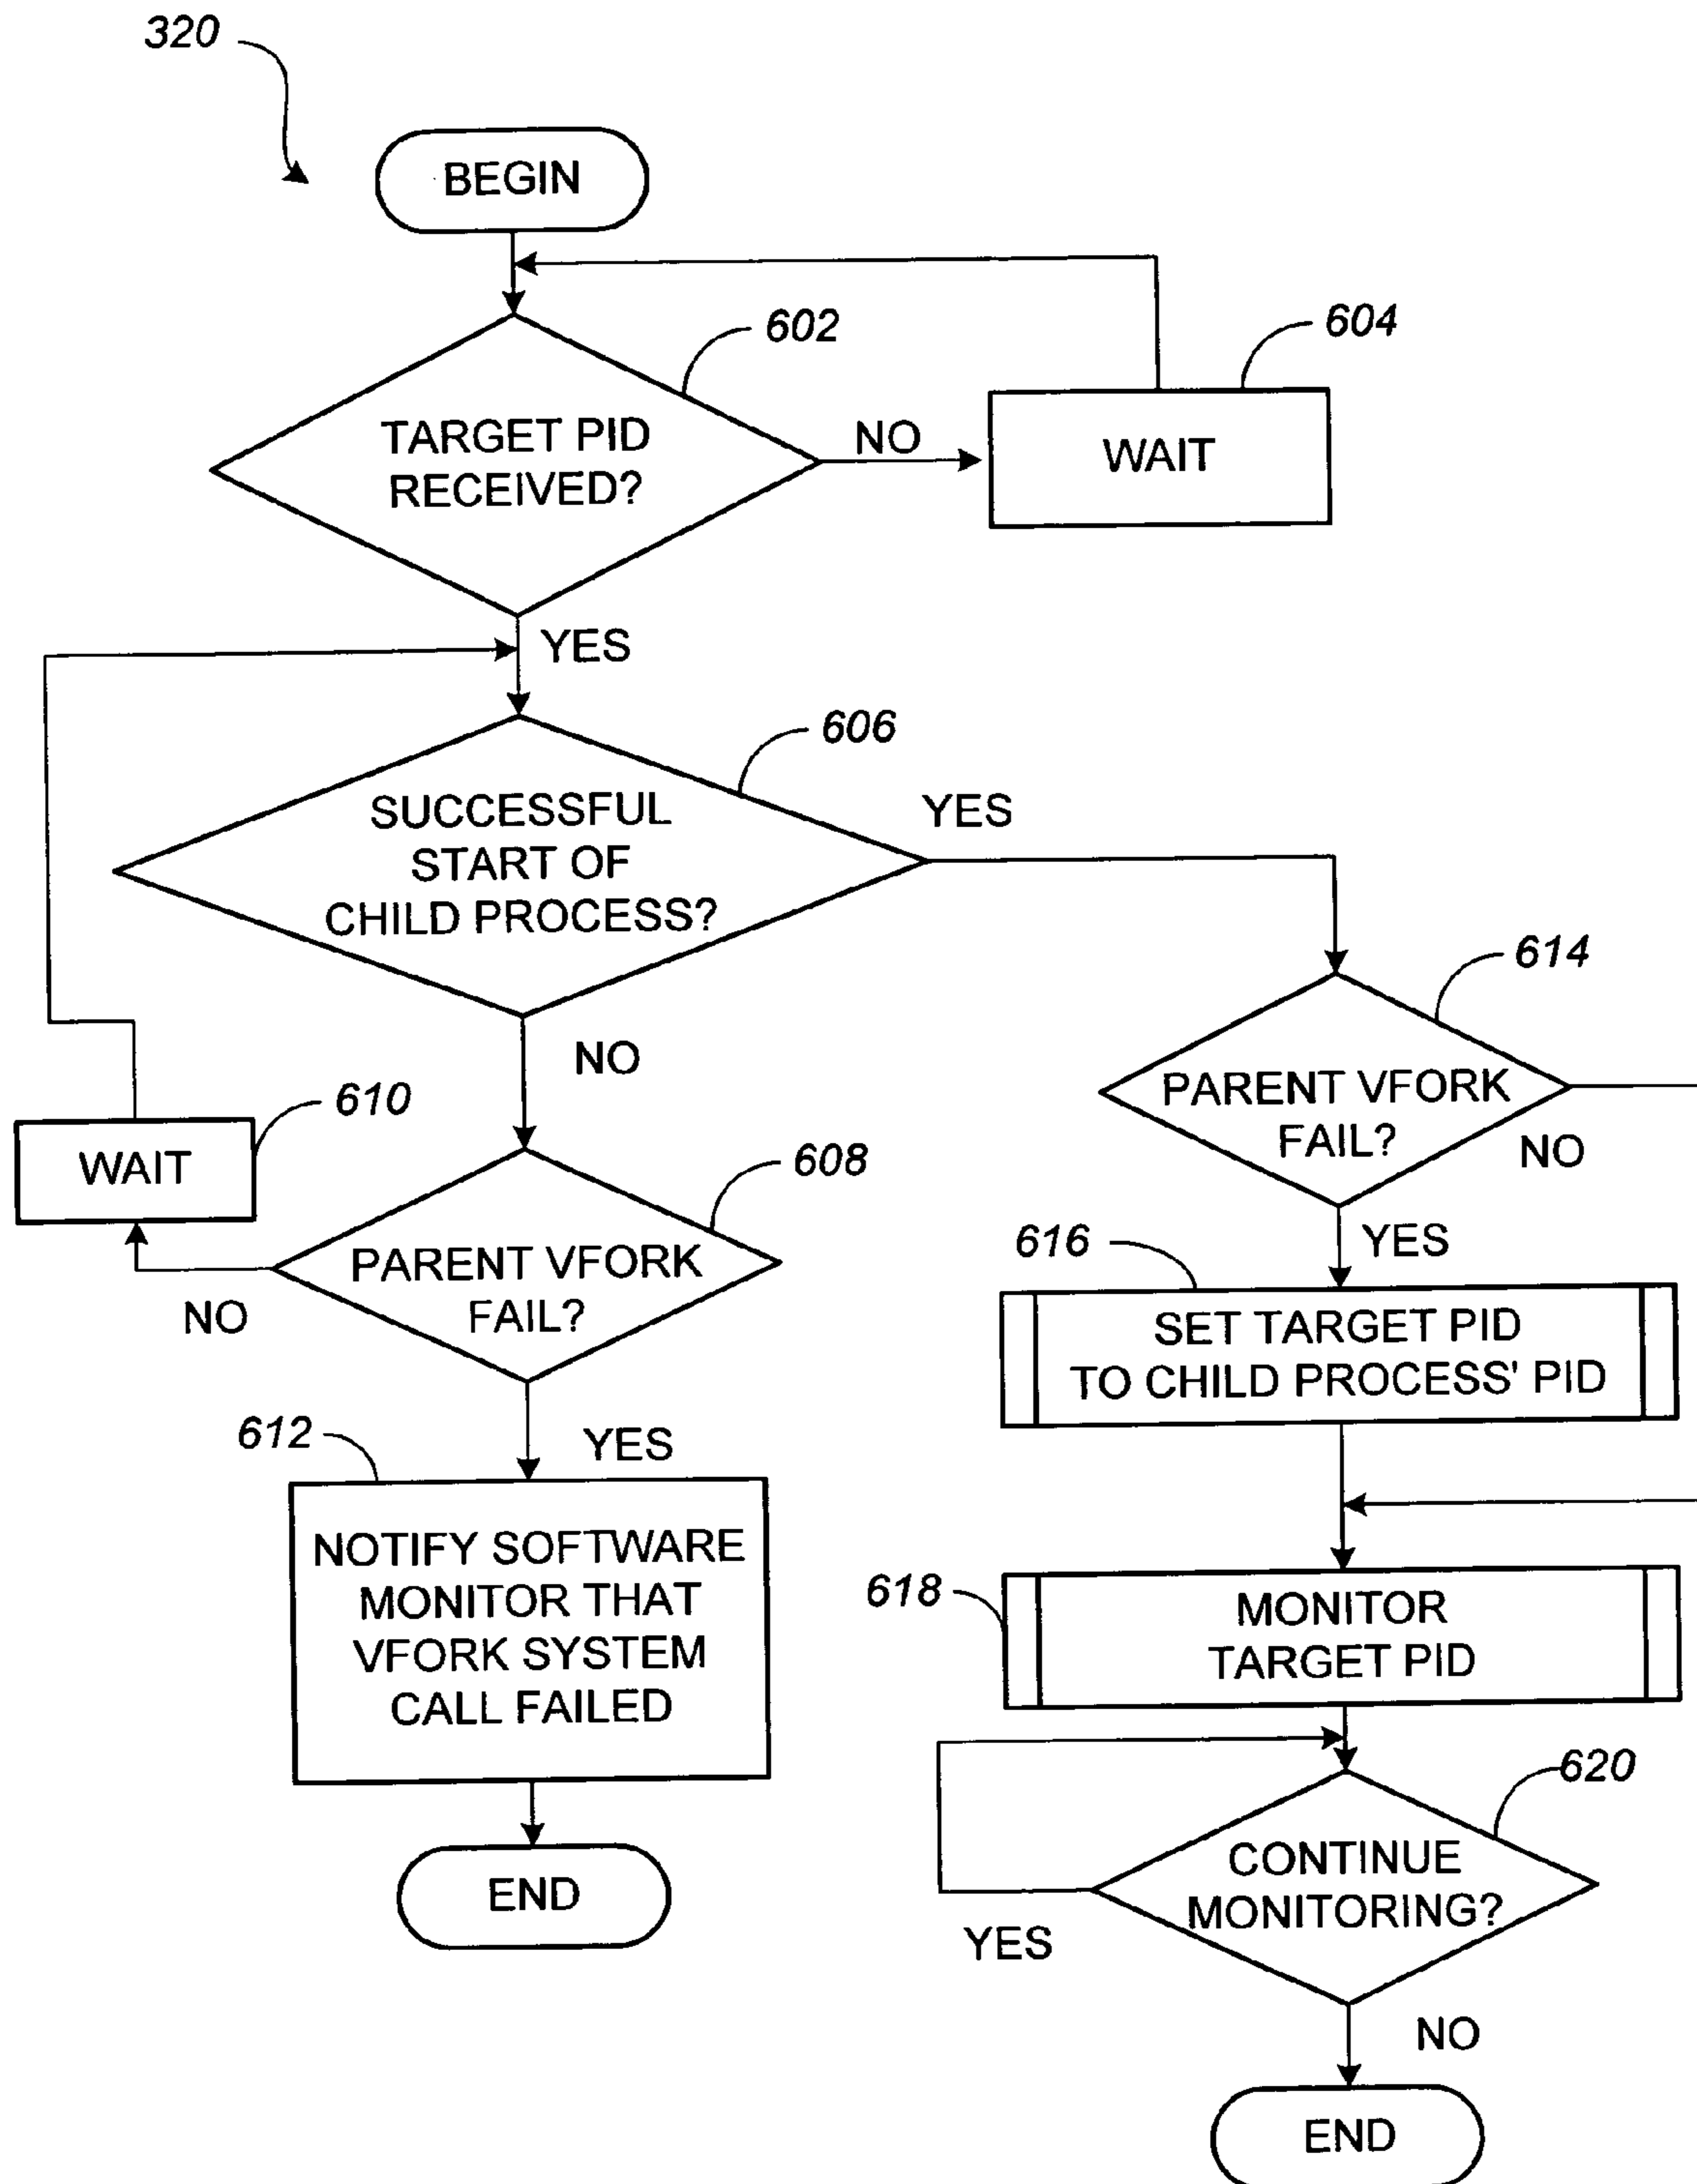 320
BEGIN
602
604
TARGET PID
RECEIVED?
NO
WAIT
YES
606
SUCCESSFUL
START OF
CHILD PROCESS?
YES
614
NO
PARENT VFORK
FAIL?
NO
610
WAIT
608
PARENT VFORK
FAIL?
NO
YES
616
SET TARGET PID
TO CHILD PROCESS' PID
612
YES
NOTIFY SOFTWARE
MONITOR THAT
VFORK SYSTEM
CALL FAILED
618
MONITOR
TARGET PID
620
CONTINUE
MONITORING?
YES
END
NO
END